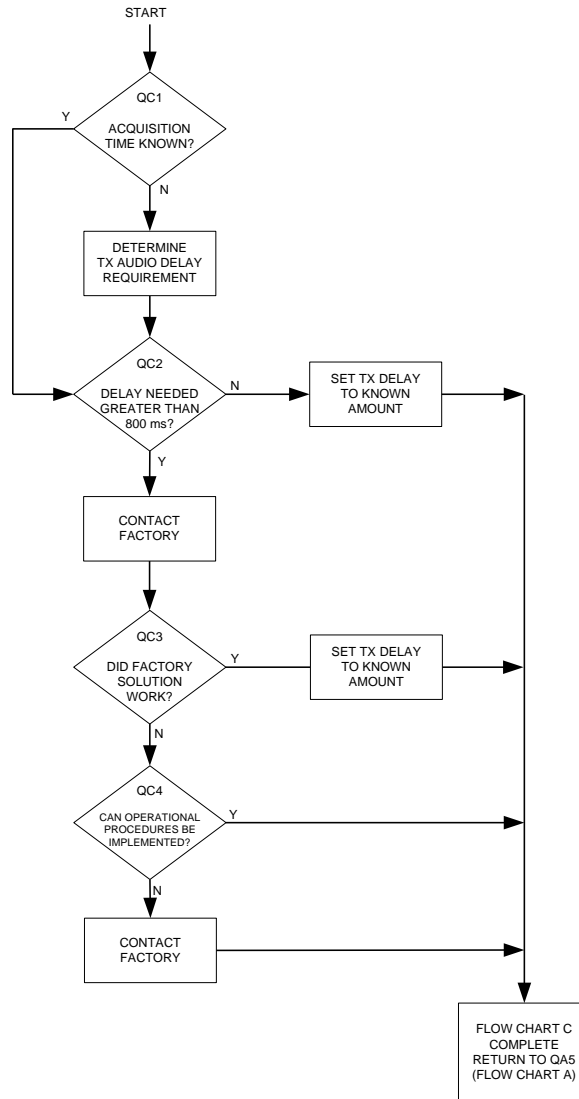 START
QC1
ACQUISITION
TIME KNOWN?
Y
N
DETERMINE
TX AUDIO DELAY
REQUIREMENT
QC2
DELAY NEEDED
GREATER THAN
800 ms?
N
SET TX DELAY
TO KNOWN
AMOUNT
Y
CONTACT
FACTORY
QC3
DID FACTORY
SOLUTION
WORK?
Y
SET TX DELAY
TO KNOWN
AMOUNT
N
QC4
CAN OPERATIONAL
PROCEDURES BE
IMPLEMENTED?
Y
N
CONTACT
FACTORY
FLOW CHART C
COMPLETE
RETURN TO QA5
(FLOW CHART A)